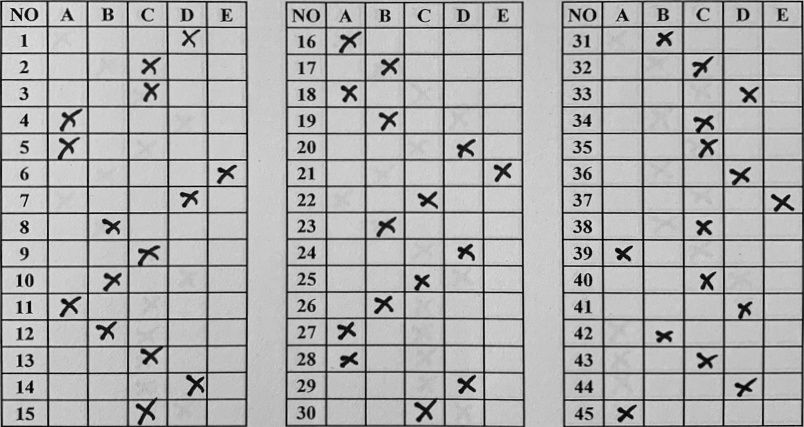 NO A B C D E NO A B C D E NO A B C D E
1 X 16 X 31 X
2 X 17 X 32 X
3 X 18 X 33 X
4 X 19 X 34 X
5 X 20 X 35 X
6 X 21 X 36 X
7 X 22 X 37 X
8 X 23 X 38 X
9 X 24 X 39 X
10 X 25 X 40 X
11 X 26 X 41 X
12 X 27 X 42 X
13 X 28 X 43 X
14 X 29 X 44 X
15 X 30 X 45 X